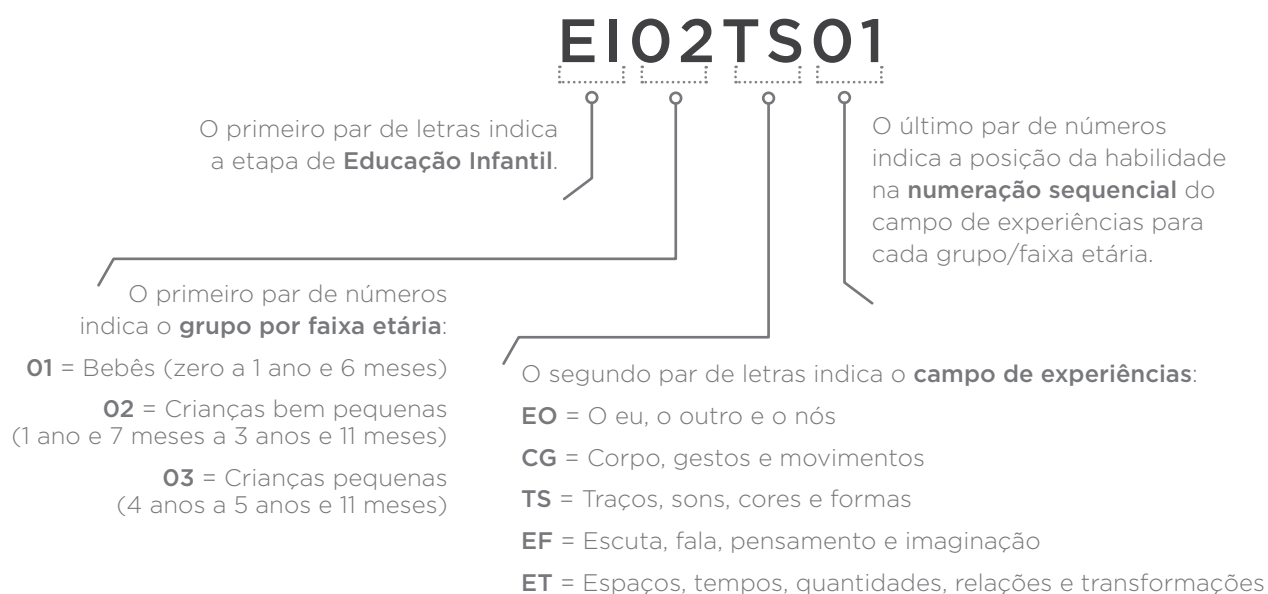 EI02TS01
O primeiro par de letras indica
a etapa de Educação Infantil.
O último par de números
indica a posição da habilidade
na numeração sequencial do
campo de experiências para
cada grupo/faixa etária.
O primeiro par de números
indica o grupo por faixa etária:
01 = Bebês (zero a 1 ano e 6 meses)
02 = Crianças bem pequenas
(1 ano e 7 meses a 3 anos e 11 meses)
03 = Crianças pequenas
(4 anos a 5 anos e 11 meses)
O segundo par de letras indica o campo de experiências:
EO = O eu, o outro e o nós
CG = Corpo, gestos e movimentos
TS = Traços, sons, cores e formas
EF = Escuta, fala, pensamento e imaginação
ET = Espaços, tempos, quantidades, relações e transformações